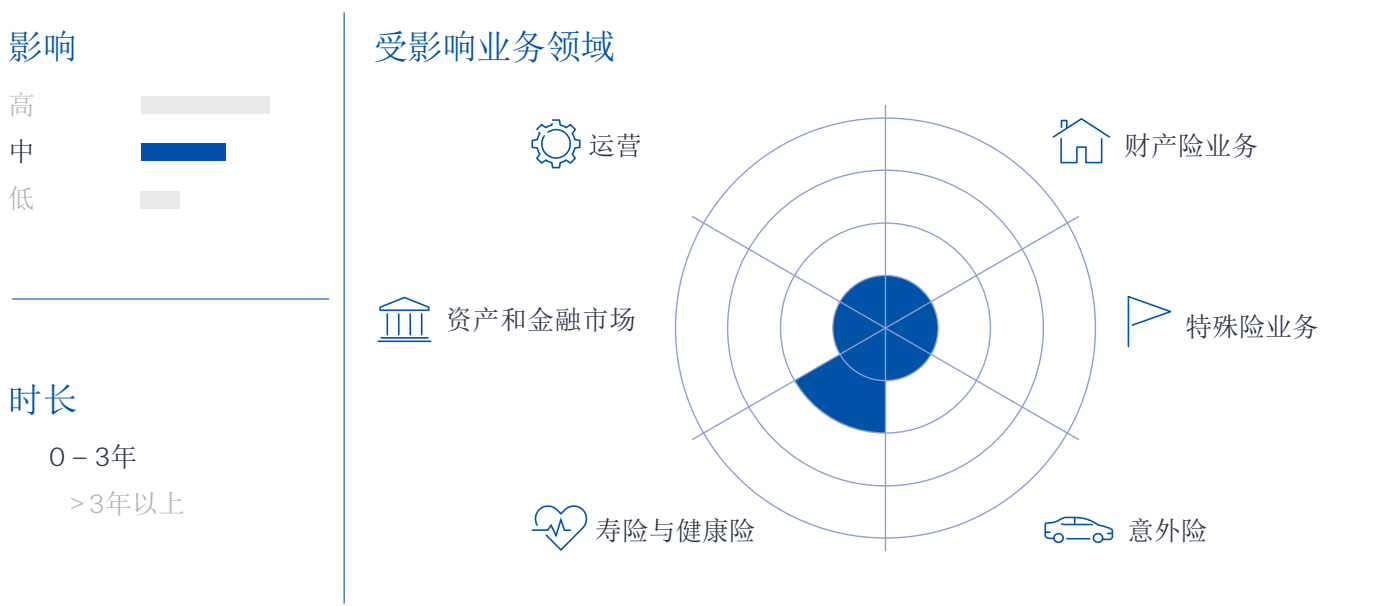 影响
高
中
低
时长
0 – 3年
>3年以上
受影响业务领域
运营
财产险业务
资产和金融市场
特殊险业务
寿险与健康险
意外险